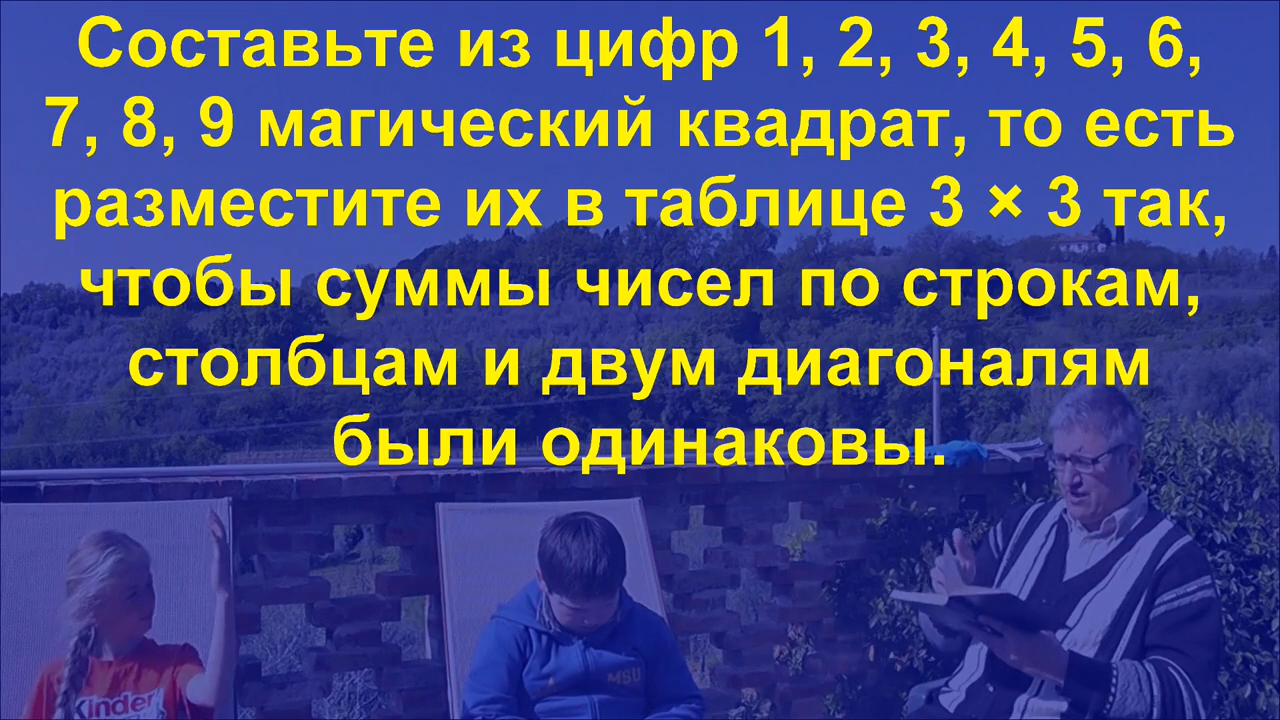 Составьте из цифр 1, 2, 3, 4, 5, 6,
7, 8, 9 магический квадрат, то есть
разместите их в таблице 3 × 3 так,
чтобы суммы чисел по строкам,
столбцам и двум диагоналям
были одинаковы.
Kinder
MSU